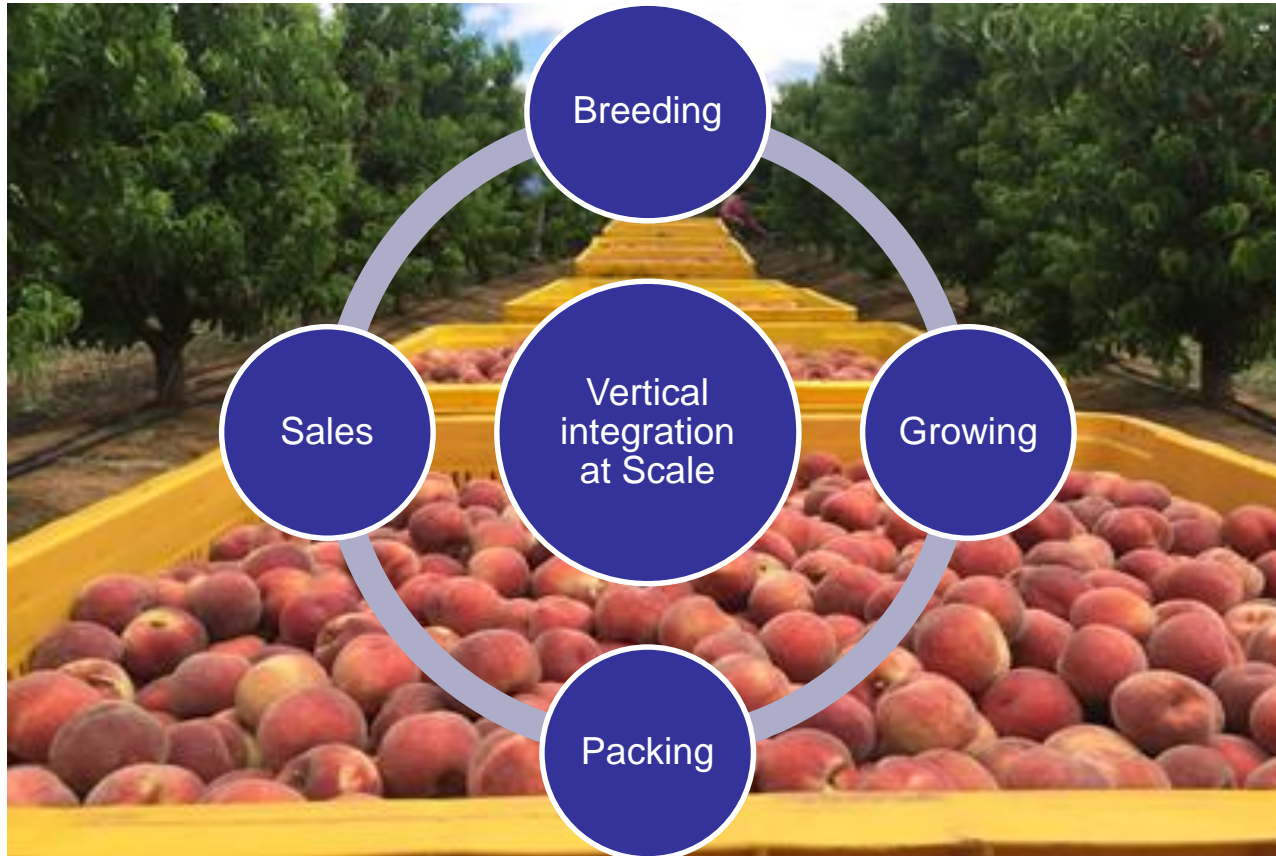 Breeding
Sales
Vertical
integration
at Scale
Growing
Packing